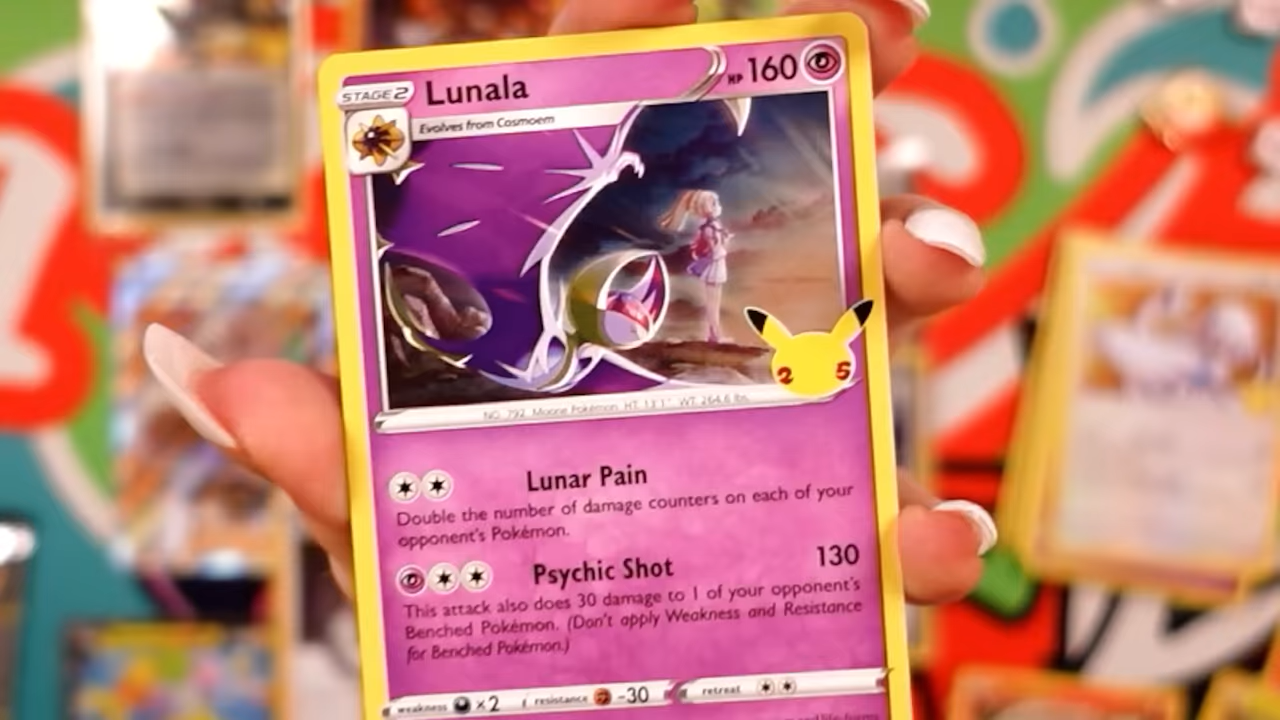 STAGE 2 Lunala HP 160
Evolves from Cosmoem
2 5
NO. 792 Moone Pokémon HT: 13'1" WT: 264.6 lbs.
Lunar Pain
Double the number of damage counters on each of your
opponent's Pokémon.
Psychic Shot 130
This attack also does 30 damage to 1 of your opponent's
Benched Pokémon. (Don't apply Weakness and Resistance
for Benched Pokémon.)
weakness ×2 resistance -30 retreat